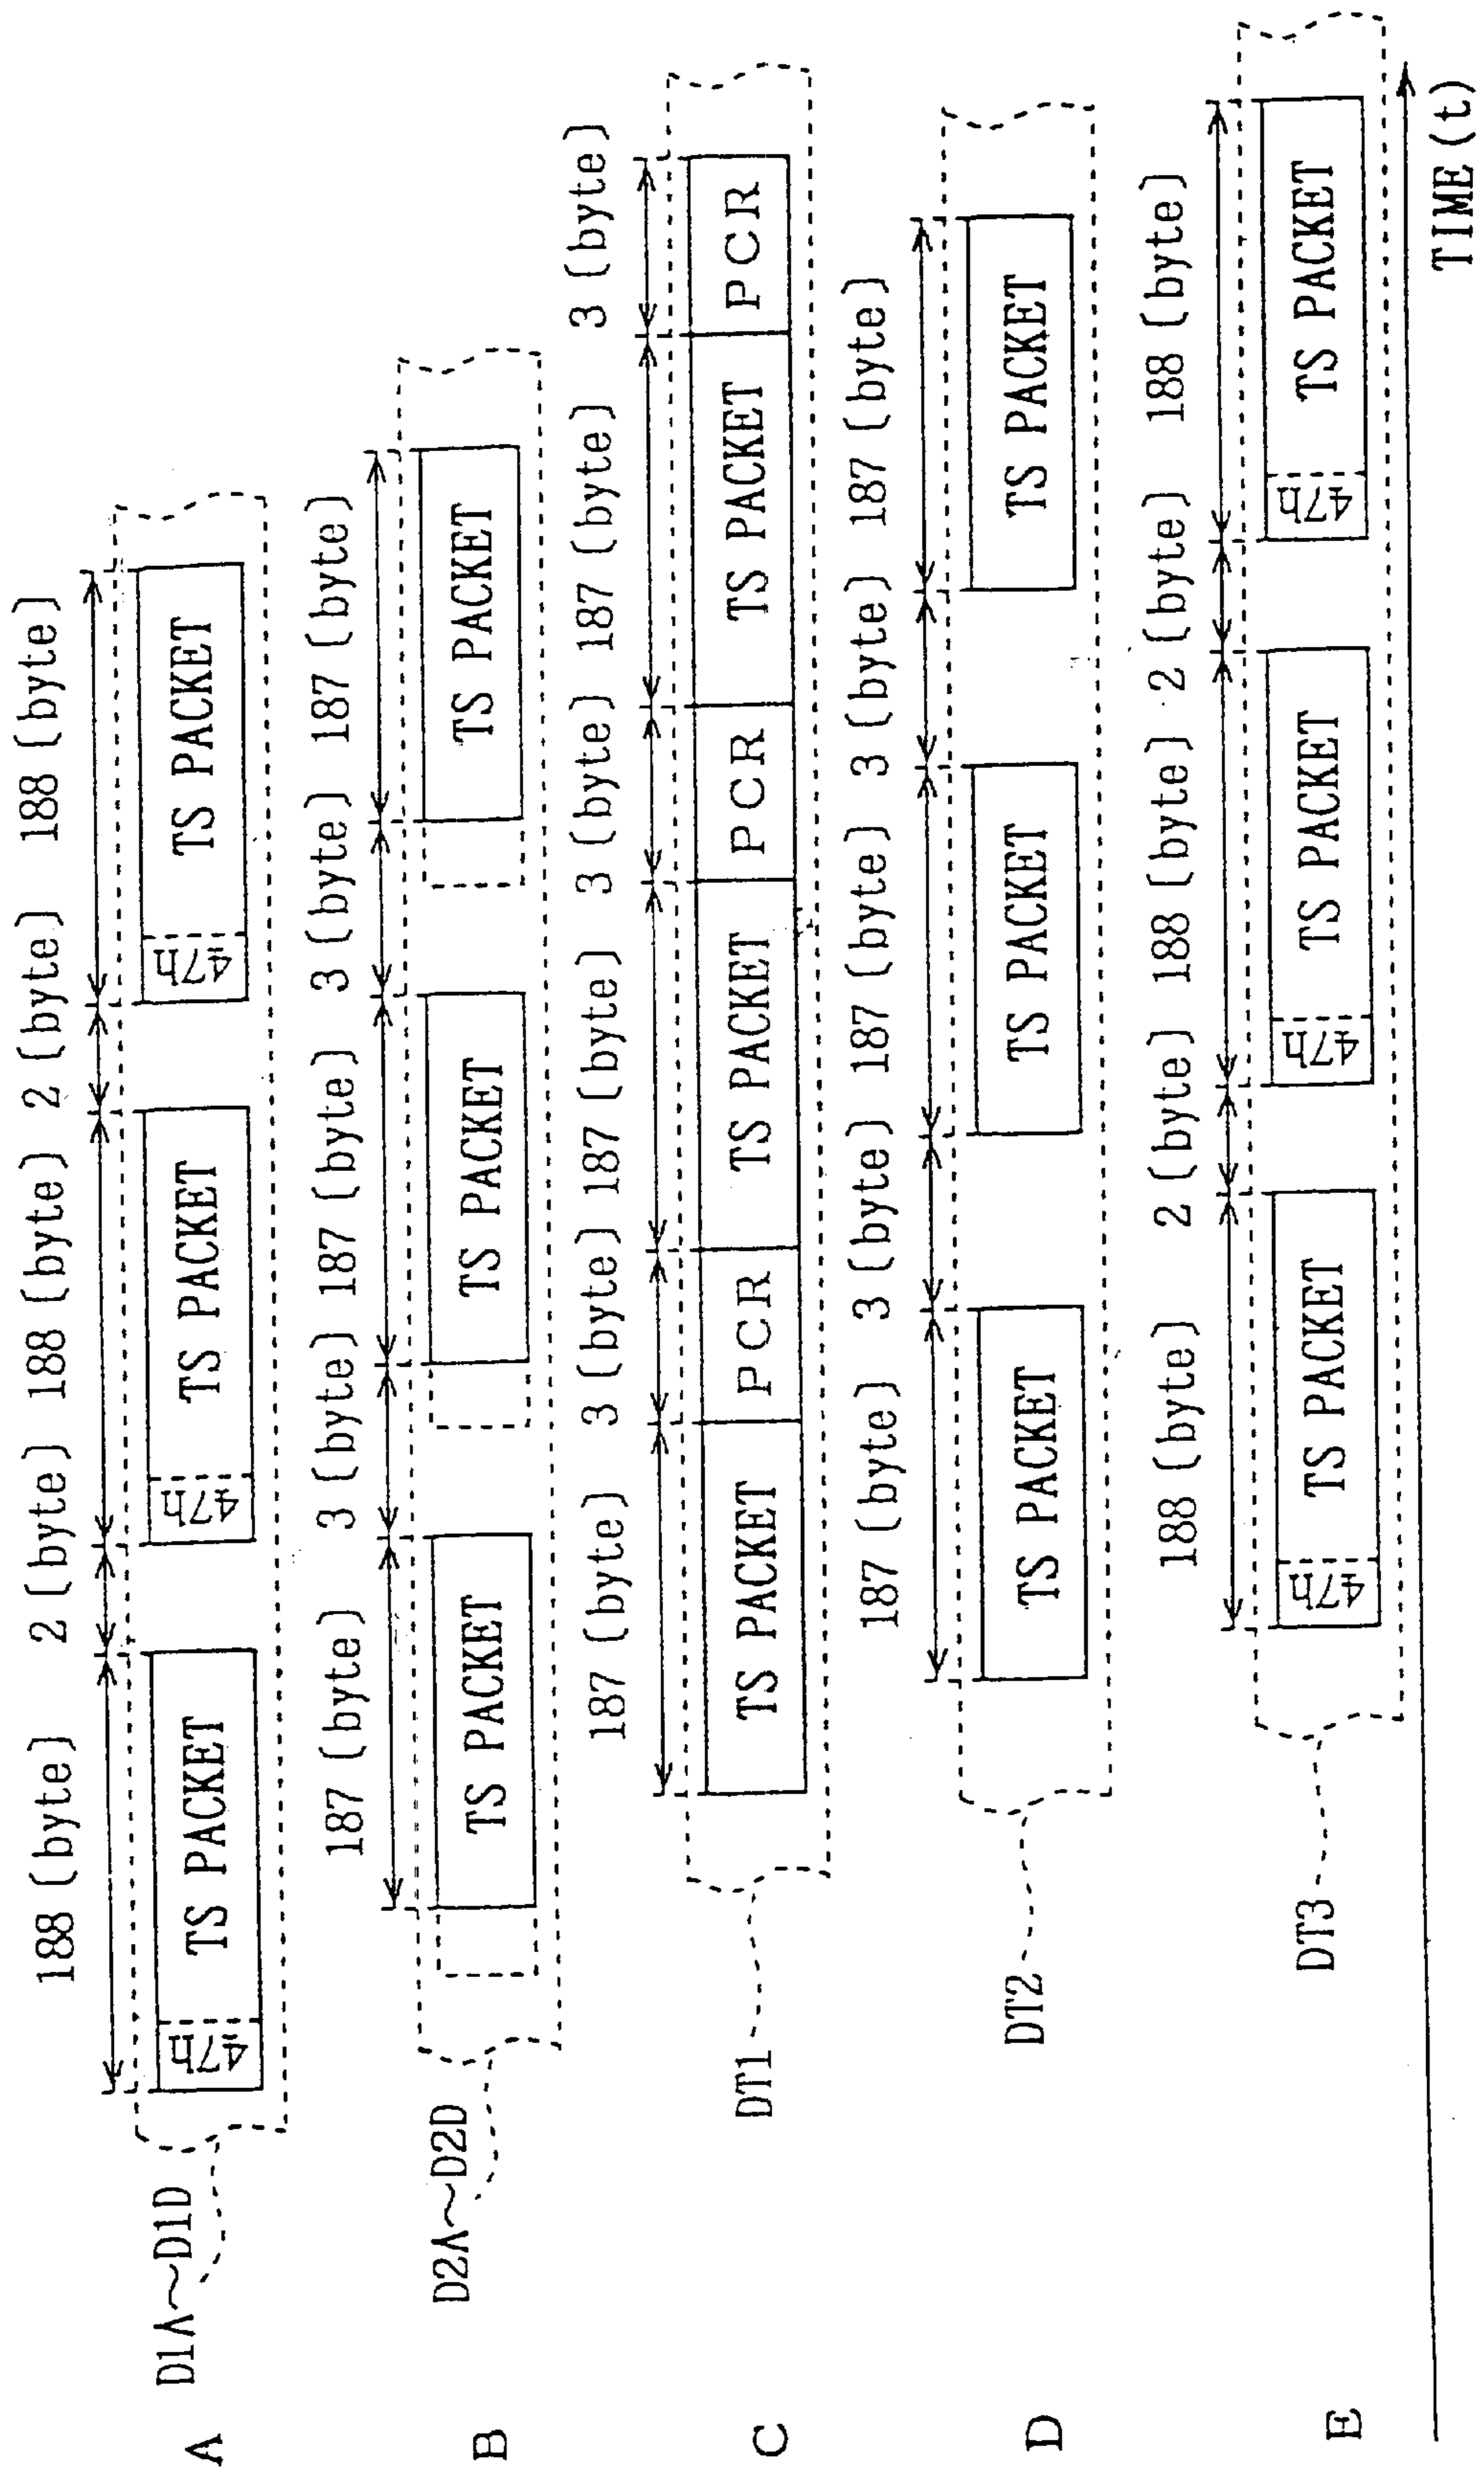 188 (byte) 2 (byte) 188 (byte) 2 (byte) 188 (byte)
A D1A~D1D 47h TS PACKET 47h TS PACKET 47h TS PACKET
187 (byte) 3 (byte) 187 (byte) 3 (byte) 187 (byte)
B D2A~D2D TS PACKET TS PACKET TS PACKET
187 (byte) 3 (byte) 187 (byte) 3 (byte) 187 (byte) 3 (byte)
C DT1 TS PACKET PCR TS PACKET PCR TS PACKET PCR
187 (byte) 3 (byte) 187 (byte) 3 (byte) 187 (byte)
D DT2 TS PACKET TS PACKET TS PACKET
188 (byte) 2 (byte) 188 (byte) 2 (byte) 188 (byte)
E DT3 47h TS PACKET 47h TS PACKET 47h TS PACKET
TIME (t)